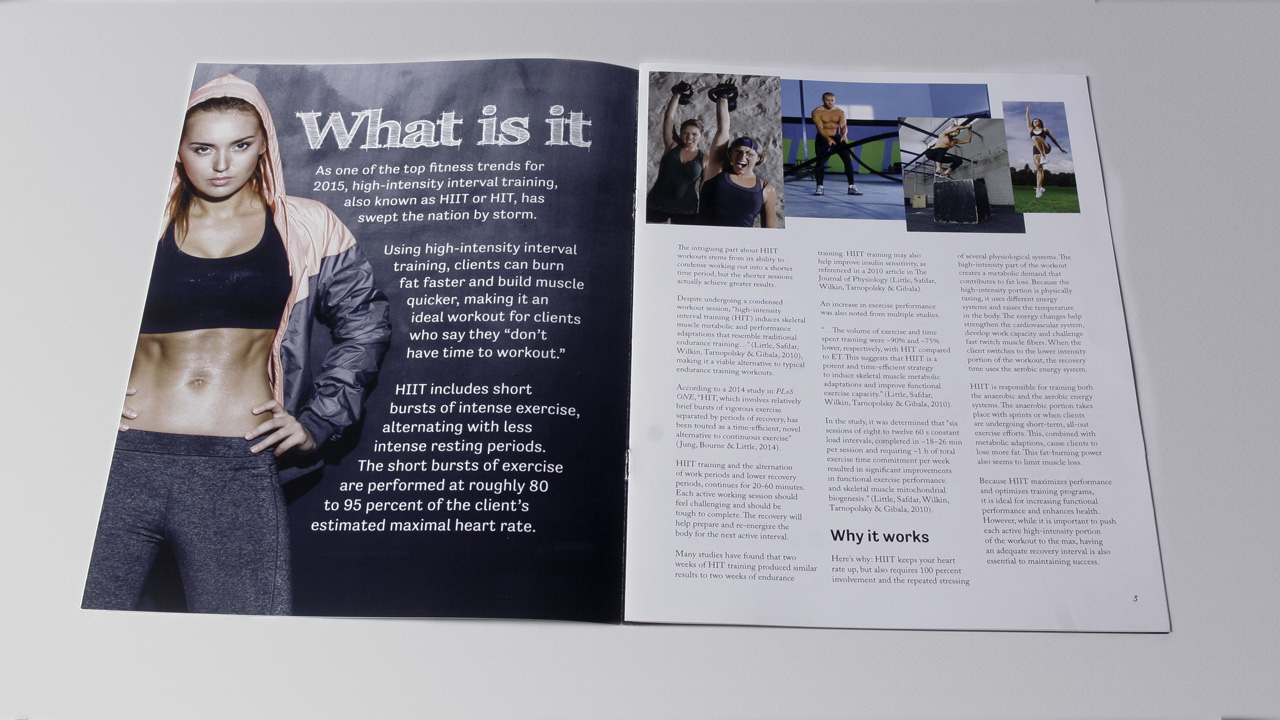 What is it
As one of the top fitness trends for
2015, high-intensity interval training,
also known as HIIT or HIT, has
swept the nation by storm.
Using high-intensity interval
training, clients can burn
fat faster and build muscle
quicker, making it an
ideal workout for clients
who say they “don’t
have time to workout.”
HIIT includes short
bursts of intense exercise,
alternating with less
intense resting periods.
The short bursts of exercise
are performed at roughly 80
to 95 percent of the client’s
estimated maximal heart rate.
The intriguing part about HIIT
workouts stems from its ability to
condense working out into a shorter
time period, but the shorter sessions
actually achieve greater results.
Despite undergoing a condensed
workout session, “high-intensity
interval training (HIT) induces skeletal
muscle metabolic and performance
adaptations that resemble traditional
endurance training…” (Little, Safdar,
Wilkin, Tarnopolsky & Gibala, 2010),
making it a viable alternative to typical
endurance training workouts.
According to a 2014 study in PLoS
ONE, “HIT, which involves relatively
brief bursts of vigorous exercise
separated by periods of recovery, has
been touted as a time-efficient, novel
alternative to continuous exercise”
(Jung, Bourne & Little, 2014).
HIIT training and the alternation
of work periods and lower recovery
periods, continues for 20-60 minutes.
Each active working session should
feel challenging and should be
tough to complete. The recovery will
help prepare and re-energize the
body for the next active interval.
Many studies have found that two
weeks of HIT training produced similar
results to two weeks of endurance
training. HIIT training may also
help improve insulin sensitivity, as
referenced in a 2010 article in The
Journal of Physiology (Little, Safdar,
Wilkin, Tarnopolsky & Gibala).
An increase in exercise performance
was also noted from multiple studies.
“…The volume of exercise and time
spent training were ~90% and ~75%
lower, respectively, with HIT compared
to ET. This suggests that HIIT is a
potent and time-efficient strategy
to induce skeletal muscle metabolic
adaptations and improve functional
exercise capacity.” (Little, Safdar,
Wilkin, Tarnopolsky & Gibala, 2010).
In the study, it was determined that “six
sessions of eight to twelve 60 s constant
load intervals, completed in ~18–26 min
per session and requiring ~1 h of total
exercise time commitment per week
resulted in significant improvements
in functional exercise performance
and skeletal muscle mitochondrial
biogenesis.” (Little, Safdar, Wilkin,
Tarnopolsky & Gibala, 2010).
Why it works
Here’s why: HIIT keeps your heart
rate up, but also requires 100 percent
involvement and the repeated stressing
of several physiological systems. The
high-intensity part of the workout
creates a metabolic demand that
contributes to fat loss. Because the
high-intensity portion is physically
taxing, it uses different energy
systems and raises the temperature
in the body. The energy changes help
strengthen the cardiovascular system,
develop work capacity and challenge
fast twitch muscle fibers. When the
client switches to the lower intensity
portion of the workout, the recovery
time uses the aerobic energy system.
HIIT is responsible for training both
the anaerobic and the aerobic energy
systems. The anaerobic portion takes
place with sprints or when clients
are undergoing short-term, all-out
exercise efforts. This, combined with
metabolic adaptations, cause clients to
lose more fat. This fat-burning power
also seems to limit muscle loss.
Because HIIT maximizes performance
and optimizes training programs,
it is ideal for increasing functional
performance and enhances health.
However, while it is important to push
each active high-intensity portion
of the workout to the max, having
an adequate recovery interval is also
essential to maintaining success.
5